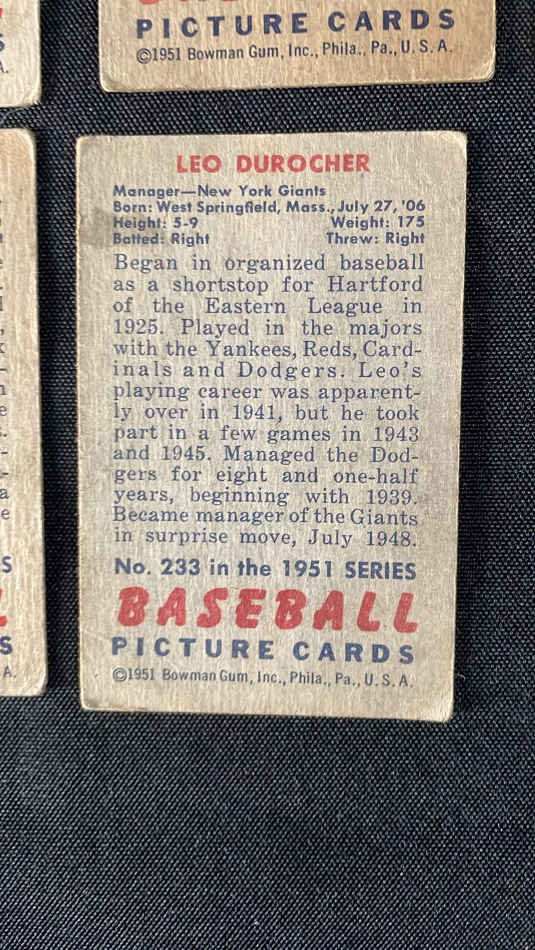 PICTURE CARDS
©1951 Bowman Gum, Inc., Phila., Pa., U. S. A.
LEO DUROCHER
Manager—New York Giants
Born: West Springfield, Mass., July 27, '06
Height: 5-9 Weight: 175
Batted: Right Threw: Right
Began in organized baseball
as a shortstop for Hartford
of the Eastern League in
1925. Played in the majors
with the Yankees, Reds, Card-
inals and Dodgers. Leo's
playing career was apparent-
ly over in 1941, but he took
part in a few games in 1943
and 1945. Managed the Dod-
gers for eight and one-half
years, beginning with 1939.
Became manager of the Giants
in surprise move, July 1948.
No. 233 in the 1951 SERIES
BASEBALL
PICTURE CARDS
©1951 Bowman Gum, Inc., Phila., Pa., U. S. A.